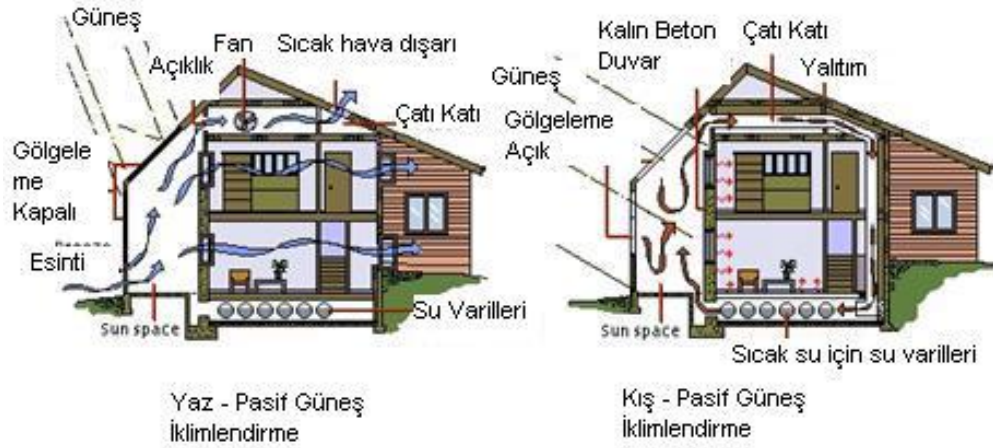 Güneş
Fan
Sıcak hava dışarı
Açıklık
Çatı Katı
Gölgele
me
Kapalı
Esinti
Sun space
Su Varilleri
Yaz - Pasif Güneş
İklimlendirme
Kalın Beton
Duvar
Çatı Katı
Yalıtım
Güneş
Gölgeleme
Açık
Sun space
Sıcak su için su varilleri
Kış - Pasif Güneş
İklimlendirme